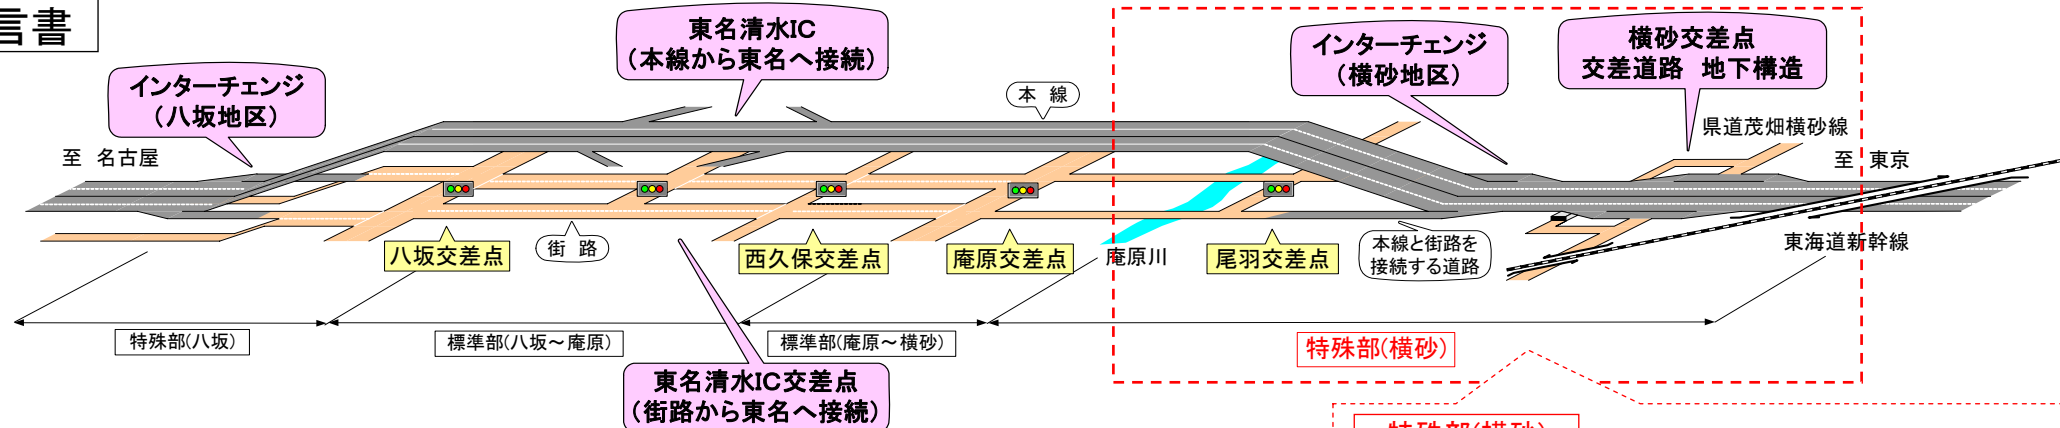 言書
東名清水IC
（本線から東名へ接続）
インターチェンジ
（八坂地区）
インターチェンジ
（横砂地区）
横砂交差点
交差道路 地下構造
本 線
県道茂畑横砂線
至 名古屋
至 東京
八坂交差点
街 路
西久保交差点
庵原交差点
庵原川
尾羽交差点
本線と街路を
接続する道路
東海道新幹線
特殊部(八坂)
標準部(八坂～庵原)
標準部(庵原～横砂)
特殊部(横砂)
東名清水IC交差点
（街路から東名へ接続）
特殊部(横砂)